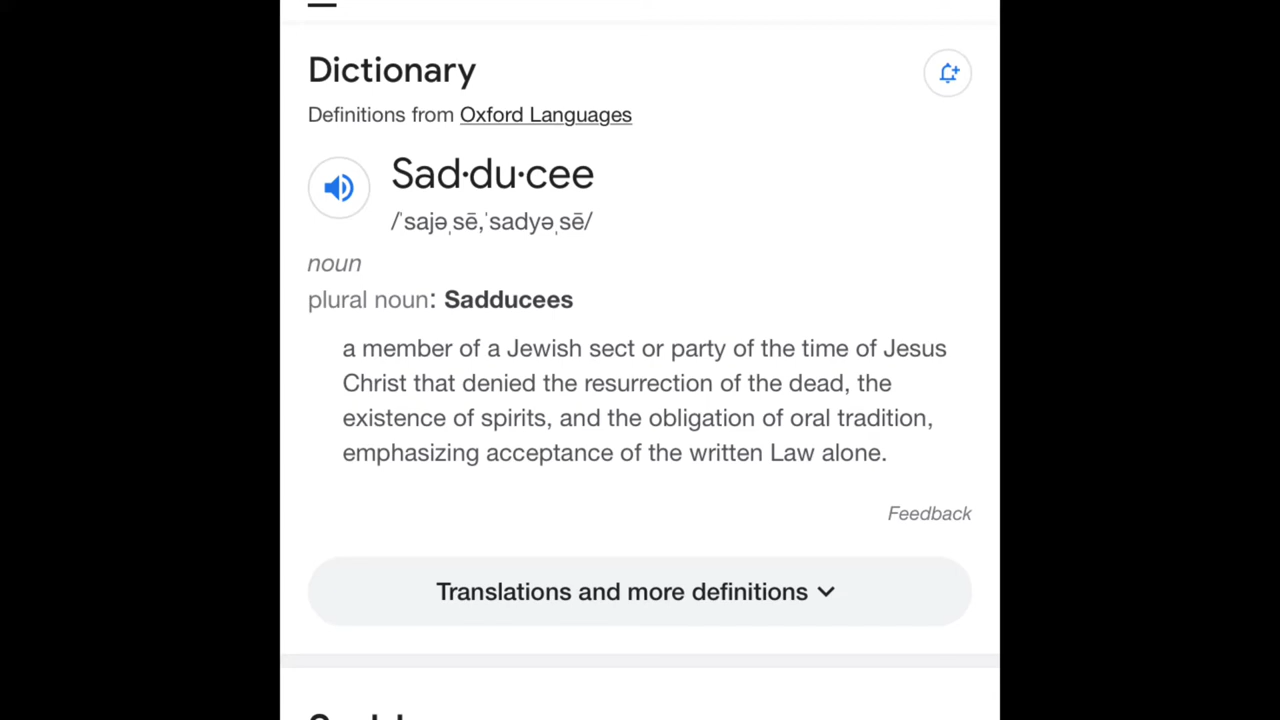 Dictionary
Definitions from Oxford Languages
Sad·du·cee
/ˈsajəˌsē,ˈsadyəˌsē/
noun
plural noun: Sadducees
a member of a Jewish sect or party of the time of Jesus
Christ that denied the resurrection of the dead, the
existence of spirits, and the obligation of oral tradition,
emphasizing acceptance of the written Law alone.
Feedback
Translations and more definitions